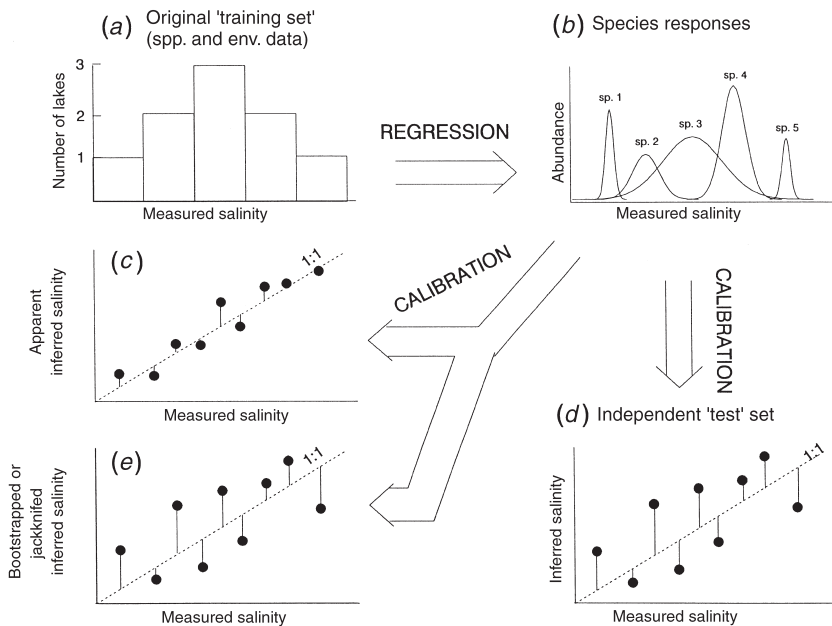 (a) Original 'training set'
(spp. and env. data)
3
2
1
Number of lakes
Measured salinity
REGRESSION
(b) Species responses
sp. 1
sp. 2
sp. 3
sp. 4
sp. 5
Abundance
Measured salinity
(c)
1:1
Apparent
inferred salinity
Measured salinity
CALIBRATION
CALIBRATION
(d) Independent 'test' set
1:1
Inferred salinity
Measured salinity
(e)
1:1
Bootstrapped or
jackknifed
inferred salinity
Measured salinity